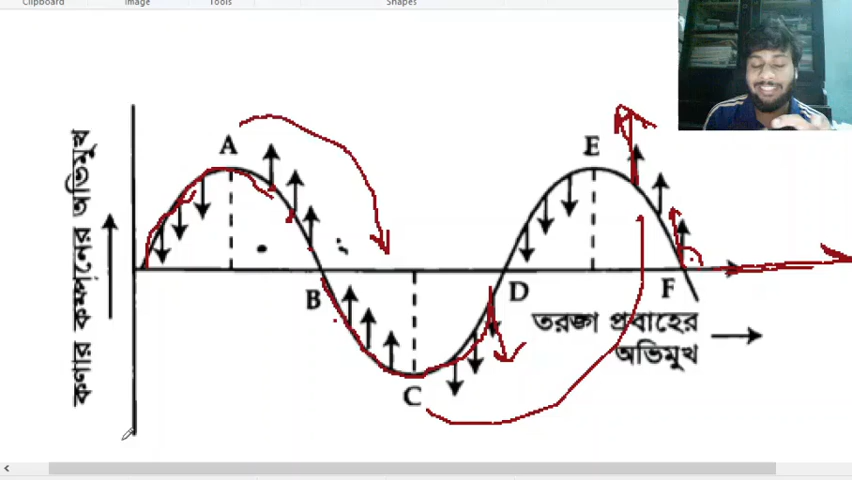 Clipboard
Image
Tools
Shapes
কণার কম্পনের অভিমুখ
A
E
B
D
F
তরঙ্গ প্রবাহের
অভিমুখ
C